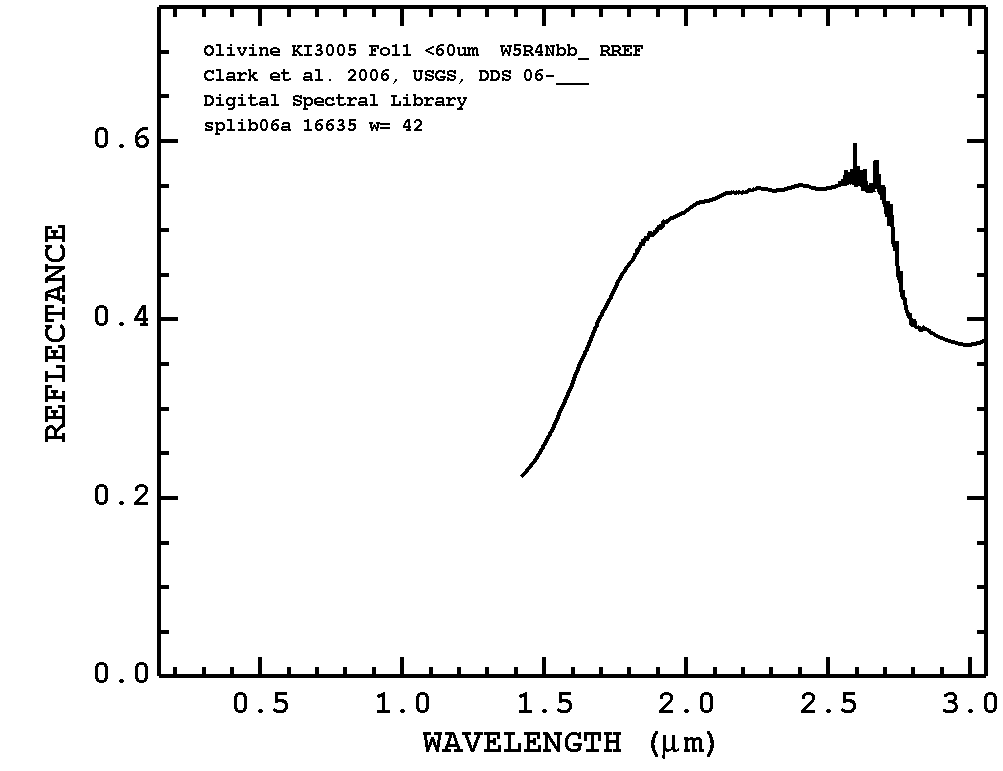 Olivine KI3005 Fo11 <60um W5R4Nbb_ RREF
Clark et al. 2006, USGS, DDS 06-___
Digital Spectral Library
splib06a 16635 w= 42
0.6
0.4
0.2
0.0
REFLECTANCE
0.5 1.0 1.5 2.0 2.5 3.0
WAVELENGTH (μm)